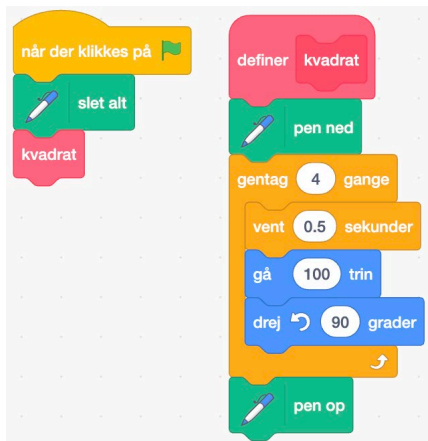 når der klikkes på
slet alt
kvadrat
definer kvadrat
pen ned
gentag 4 gange
vent 0.5 sekunder
gå 100 trin
drej 90 grader
pen op